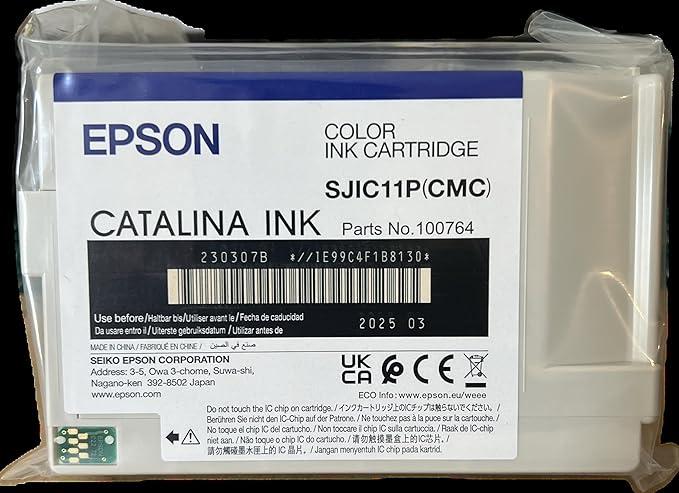 EPSON
COLOR
INK CARTRIDGE
SJIC11P(CMC)
CATALINA INK
Parts No.100764
230307B *//IE99C4F1B8130*
Use before/Haltbar bis/Utiliser avant le/Fecha de caducidad
Da usare entro il/Uiterste gebruiksdatum /Utilizar antes de
2025 03
MADE IN CHINA / FABRIQUÉ EN CHINE / صنع في الصين
SEIKO EPSON CORPORATION
Address: 3-5, Owa 3-chome, Suwa-shi,
Nagano-ken 392-8502 Japan
www.epson.com
UK
CA
CE
ECO Info: www.epson.eu/weee
Do not touch the IC chip on cartridge. /インクカートリッジ上のICチップは触らないでください。/
Berühren Sie nicht den IC-Chip auf der Patrone. / Ne touchez pas à la puce sur la cartouche. /
No toque el chip IC del cartucho. / Non toccare il chip IC sulla cartuccia. / Raak de IC-chip
niet aan. / Não toque o chip IC do cartucho. /请勿触摸墨盒上的IC芯片。/
請勿觸摸墨水匣上的 IC 晶片。/ Jangan sentuh chip IC pada kartrid.